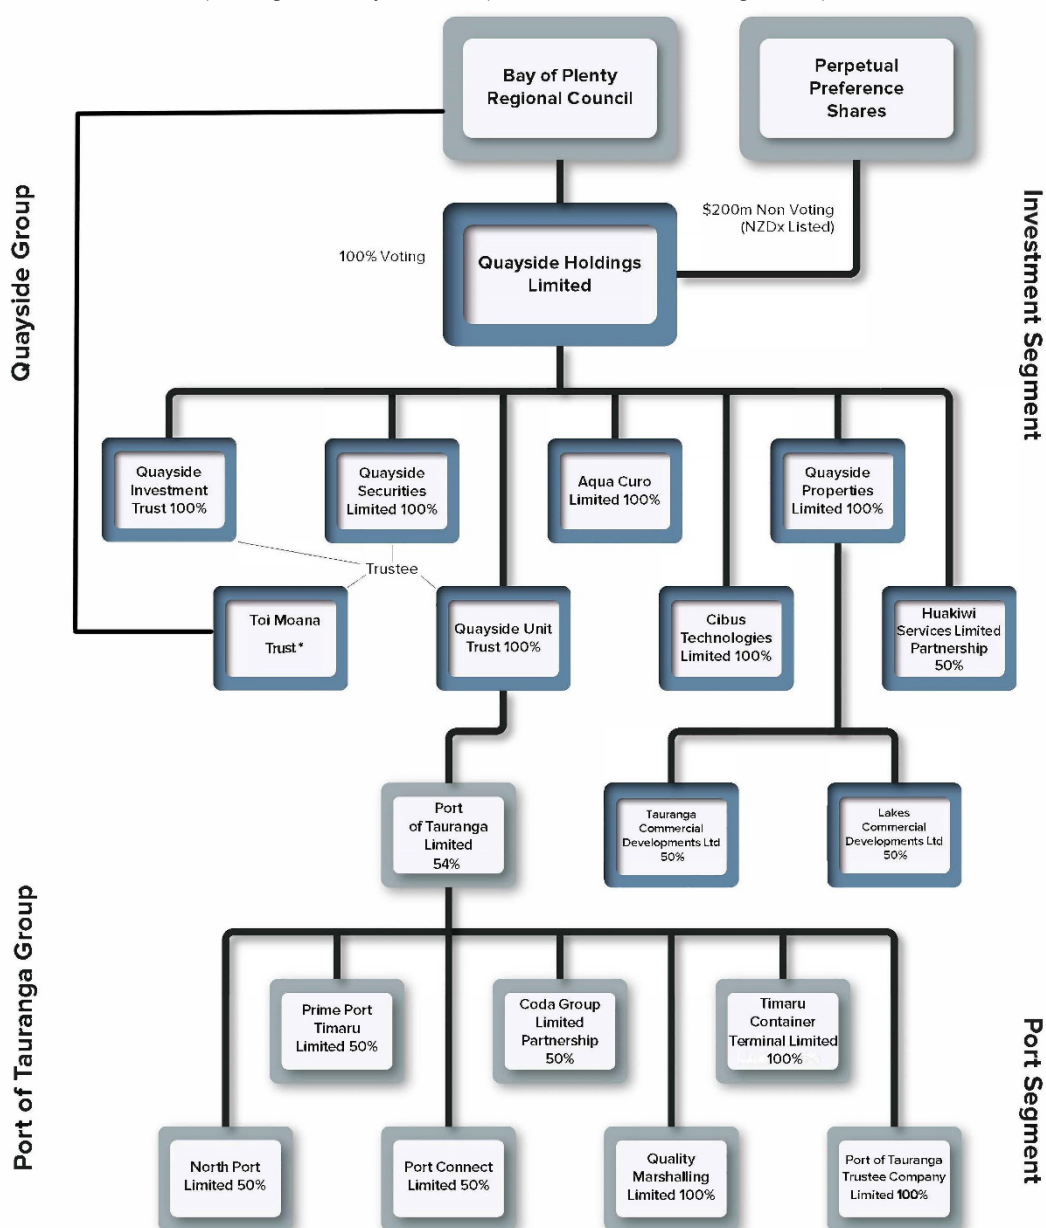 Bay of Plenty
Regional Council
Perpetual
Preference
Shares
Quayside Group
Investment Segment
$200m Non Voting
(NZDx Listed)
100% Voting
Quayside Holdings
Limited
Quayside
Investment
Trust 100%
Quayside
Securities
Limited 100%
Aqua Curo
Limited 100%
Quayside
Properties
Limited 100%
Trustee
Toi Moana
Trust *
Quayside Unit
Trust 100%
Cibus
Technologies
Limited 100%
Huakiwi
Services Limited
Partnership
50%
Port
of Tauranga
Limited
54%
Tauranga
Commercial
Developments Ltd
50%
Lakes
Commercial
Developments Ltd
50%
Port of Tauranga Group
Port Segment
Prime Port
Timaru
Limited 50%
Coda Group
Limited
Partnership
50%
Timaru
Container
Terminal Limited
100%
North Port
Limited 50%
Port Connect
Limited 50%
Quality
Marshalling
Limited 100%
Port of Tauranga
Trustee Company
Limited 100%